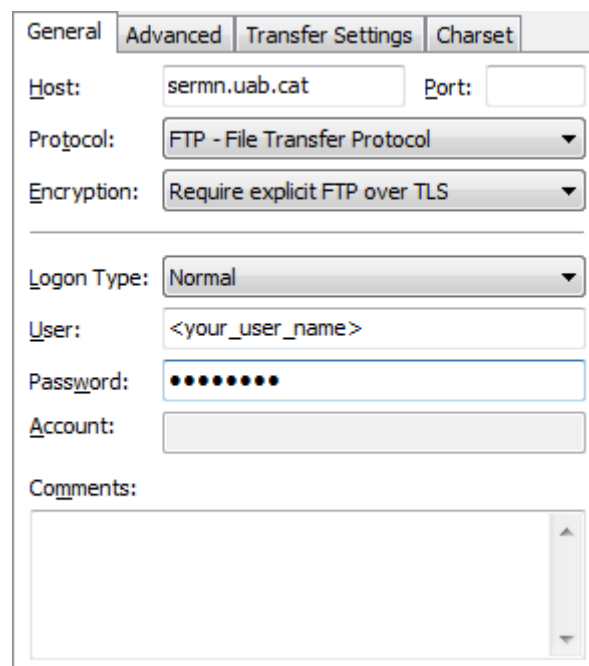 General Advanced Transfer Settings Charset
Host: sermn.uab.cat Port:
Protocol: FTP - File Transfer Protocol
Encryption: Require explicit FTP over TLS
Logon Type: Normal
User: <your_user_name>
Password: ●●●●●●●●
Account:
Comments: